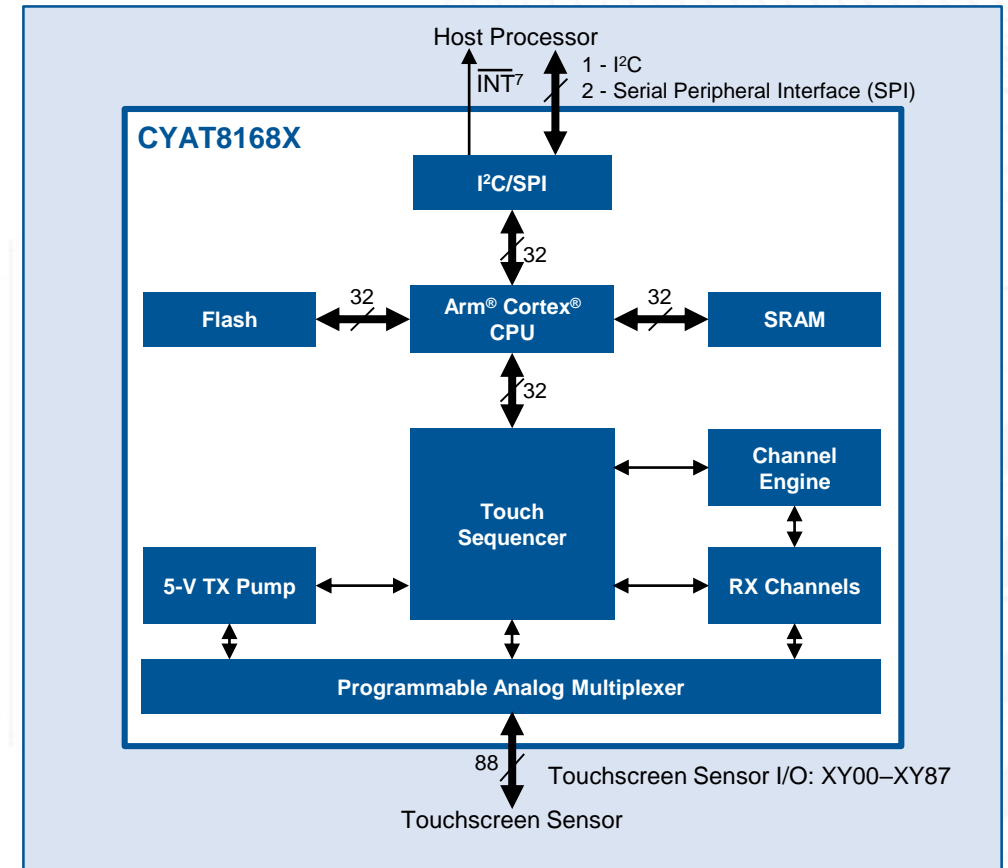 Host Processor
INT⁷
1 - I²C
2 - Serial Peripheral Interface (SPI)
CYAT8168X
I²C/SPI
32
Flash
32
Arm® Cortex®
CPU
32
SRAM
32
Touch
Sequencer
Channel
Engine
5-V TX Pump
RX Channels
Programmable Analog Multiplexer
88
Touchscreen Sensor I/O: XY00–XY87
Touchscreen Sensor